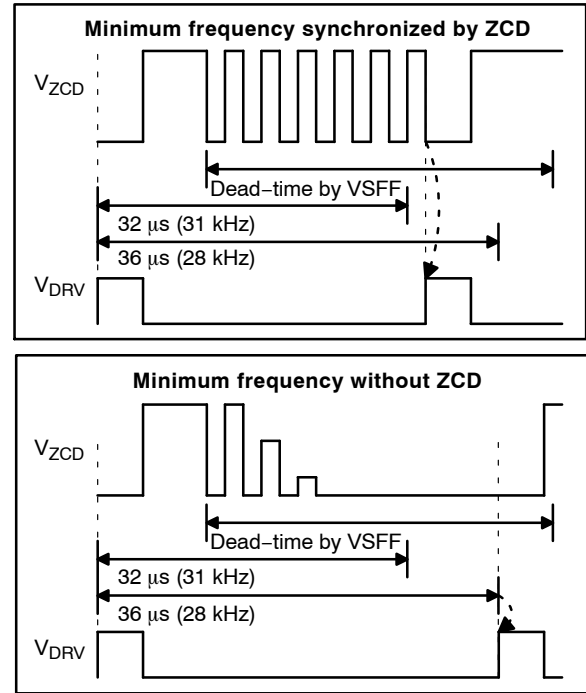 Minimum frequency synchronized by ZCD
VZCD
Dead−time by VSFF
32 μs (31 kHz)
36 μs (28 kHz)
VDRV
Minimum frequency without ZCD
VZCD
Dead−time by VSFF
32 μs (31 kHz)
36 μs (28 kHz)
VDRV